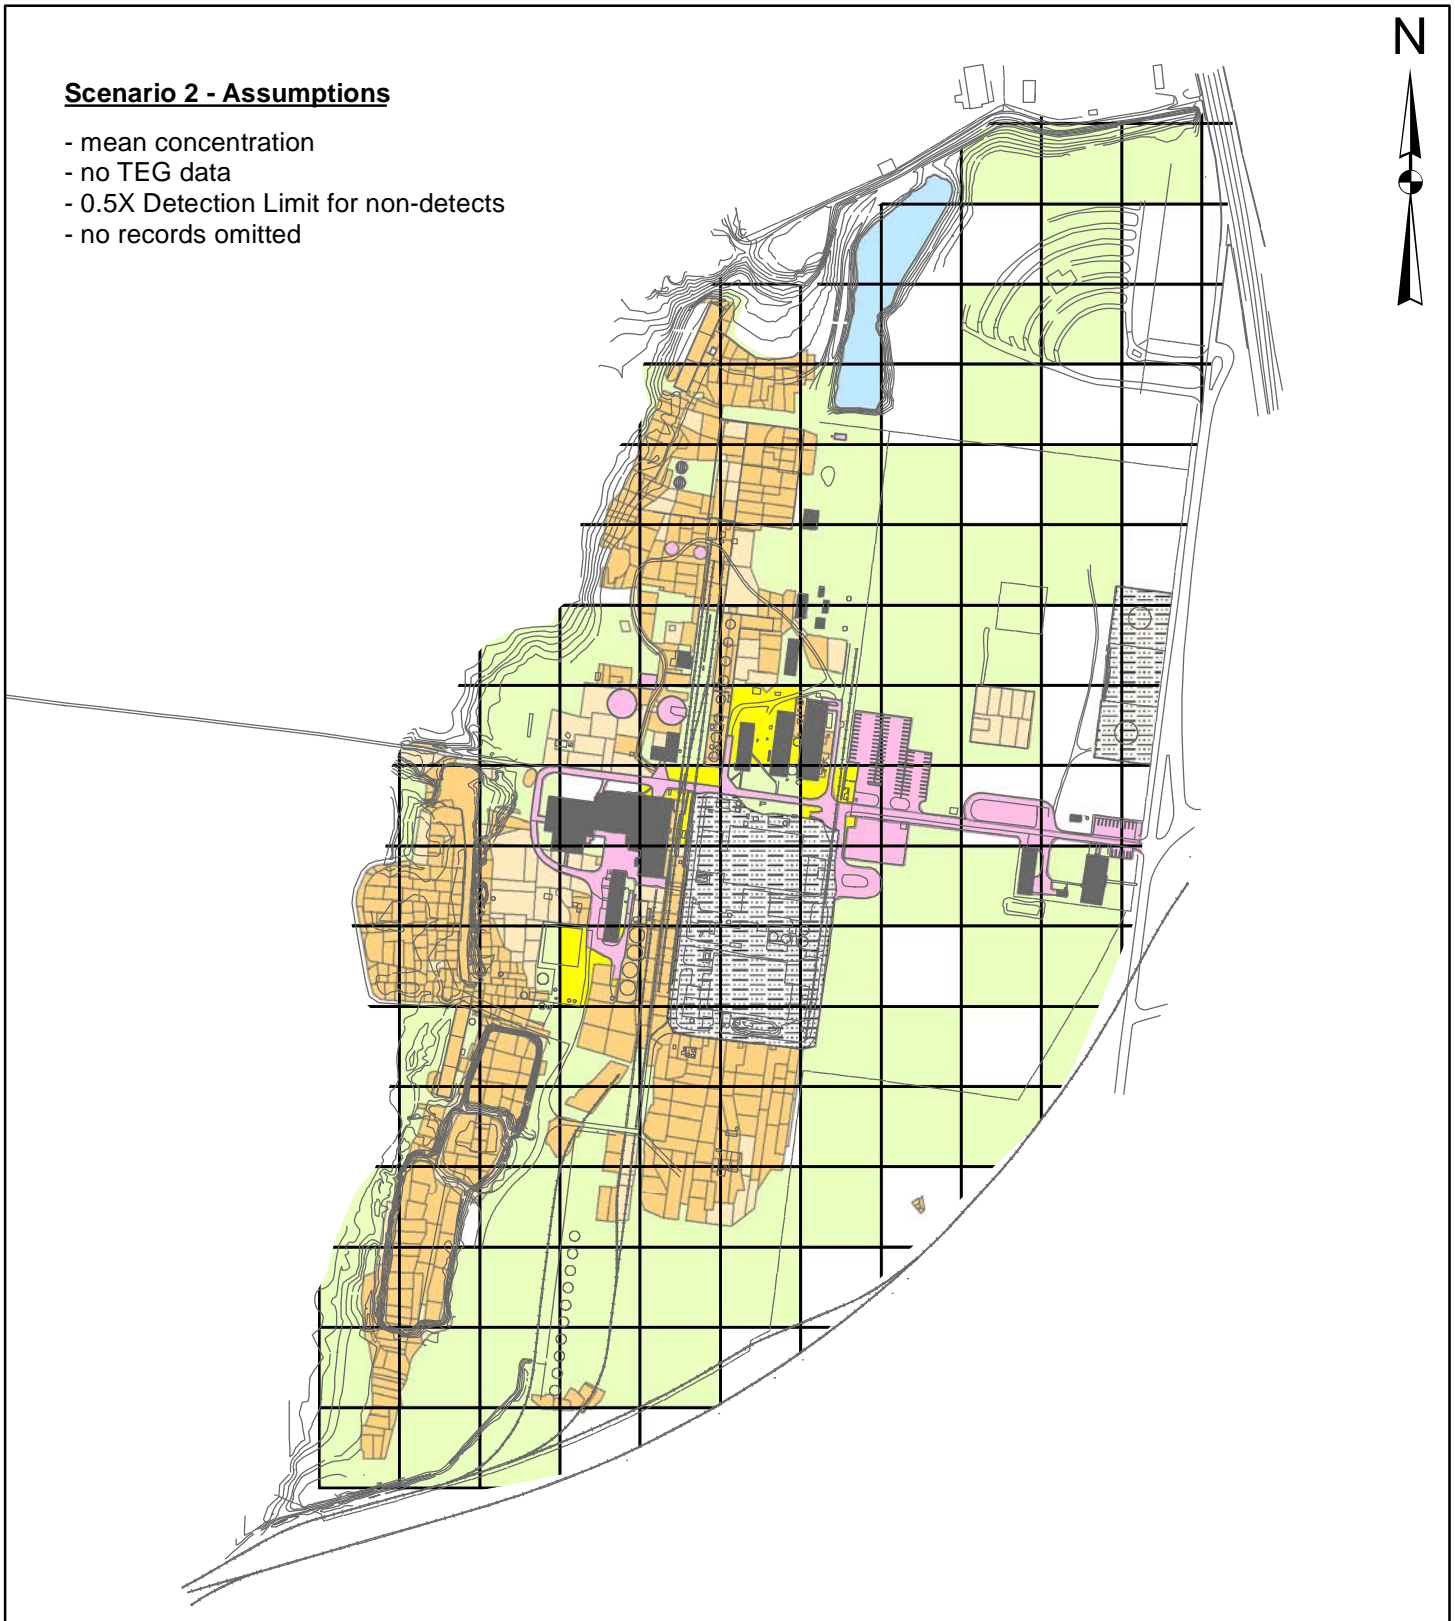 N
Scenario 2 - Assumptions
- mean concentration
- no TEG data
- 0.5X Detection Limit for non-detects
- no records omitted